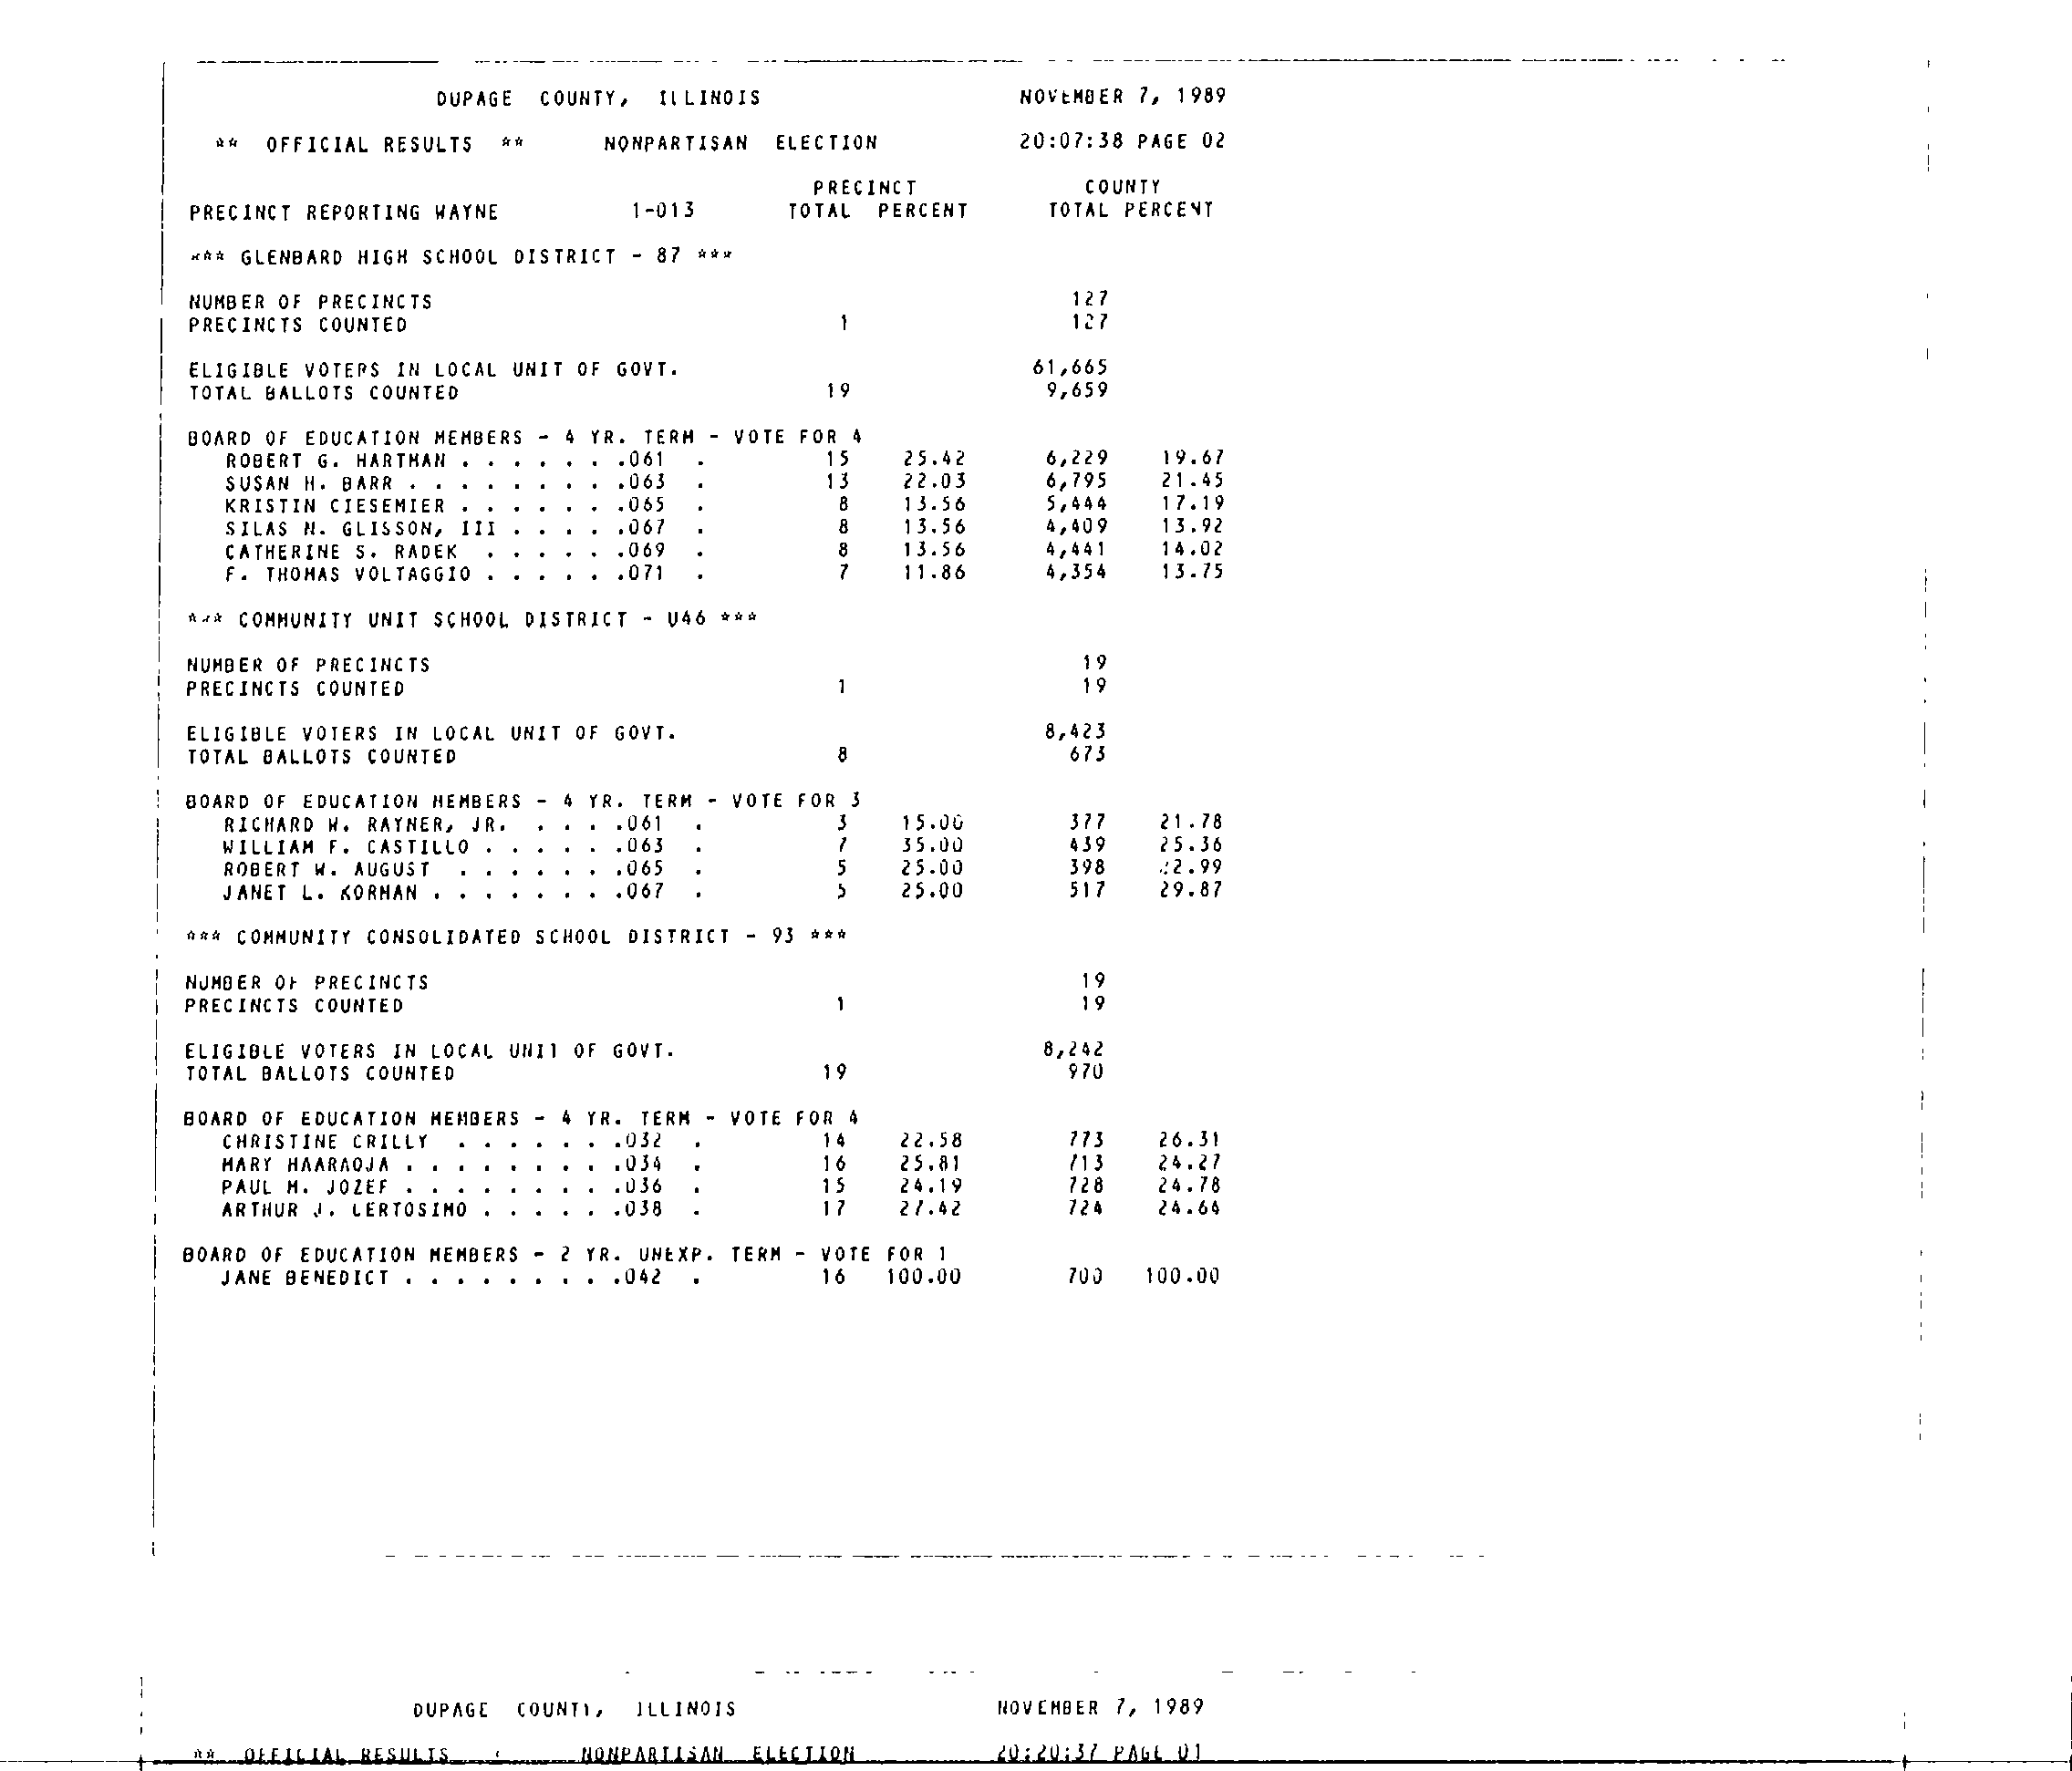 DUPAGE COUNTY, ILLINOIS NOVEMBER 7, 1989
** OFFICIAL RESULTS ** NONPARTISAN ELECTION 20:07:38 PAGE 02
PRECINCT COUNTY
PRECINCT REPORTING WAYNE 1-013 TOTAL PERCENT TOTAL PERCENT
*** GLENBARD HIGH SCHOOL DISTRICT - 87 ***
NUMBER OF PRECINCTS 127
PRECINCTS COUNTED 1 127
ELIGIBLE VOTERS IN LOCAL UNIT OF GOVT. 61,665
TOTAL BALLOTS COUNTED 19 9,659
BOARD OF EDUCATION MEMBERS - 4 YR. TERM - VOTE FOR 4
ROBERT G. HARTMAN . . . . . . .061 . 15 25.42 6,229 19.67
SUSAN H. BARR . . . . . . . . .063 . 13 22.03 6,795 21.45
KRISTIN CIESEMIER . . . . . . .065 . 8 13.56 5,444 17.19
SILAS N. GLISSON, III . . . . .067 . 8 13.56 4,409 13.92
CATHERINE S. RADEK . . . . . .069 . 8 13.56 4,441 14.02
F. THOMAS VOLTAGGIO . . . . . .071 . 7 11.86 4,354 13.75
*** COMMUNITY UNIT SCHOOL DISTRICT - U46 ***
NUMBER OF PRECINCTS 19
PRECINCTS COUNTED 1 19
ELIGIBLE VOTERS IN LOCAL UNIT OF GOVT. 8,423
TOTAL BALLOTS COUNTED 8 673
BOARD OF EDUCATION MEMBERS - 4 YR. TERM - VOTE FOR 3
RICHARD W. RAYNER, JR. . . . .061 . 3 15.00 377 21.78
WILLIAM F. CASTILLO . . . . . .063 . 7 35.00 439 25.36
ROBERT W. AUGUST . . . . . . .065 . 5 25.00 398 22.99
JANET L. KORMAN . . . . . . . .067 . 5 25.00 517 29.87
*** COMMUNITY CONSOLIDATED SCHOOL DISTRICT - 93 ***
NUMBER OF PRECINCTS 19
PRECINCTS COUNTED 1 19
ELIGIBLE VOTERS IN LOCAL UNIT OF GOVT. 8,242
TOTAL BALLOTS COUNTED 19 970
BOARD OF EDUCATION MEMBERS - 4 YR. TERM - VOTE FOR 4
CHRISTINE CRILLY . . . . . . .032 . 14 22.58 773 26.31
MARY HAARAOJA . . . . . . . . .034 . 16 25.81 713 24.27
PAUL M. JOZEF . . . . . . . . .036 . 15 24.19 728 24.78
ARTHUR J. LERTOSIMO . . . . . .038 . 17 27.42 724 24.64
BOARD OF EDUCATION MEMBERS - 2 YR. UNEXP. TERM - VOTE FOR 1
JANE BENEDICT . . . . . . . . .042 . 16 100.00 700 100.00
DUPAGE COUNTY, ILLINOIS NOVEMBER 7, 1989
** OFFICIAL RESULTS NONPARTISAN ELECTION 20:20:37 PAGE 01